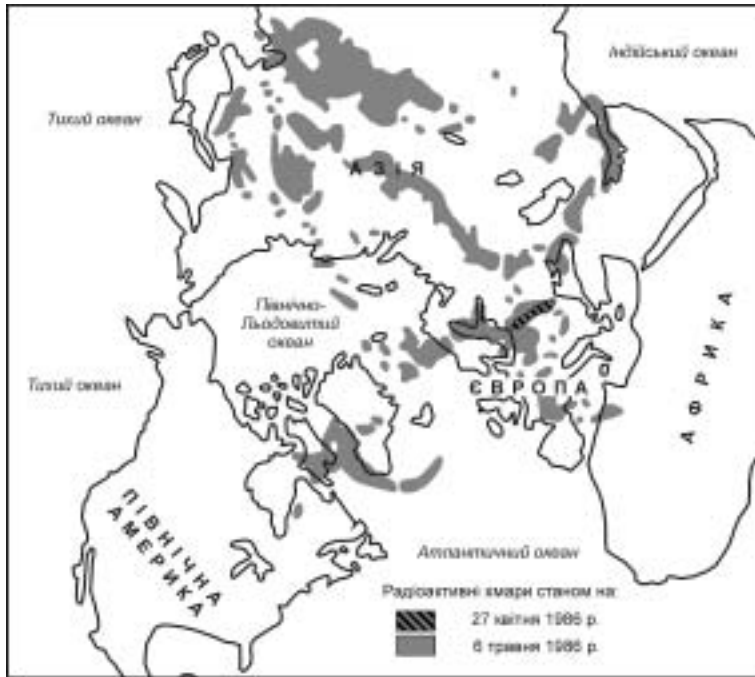 Індійський океан
Тихий океан
АЗІЯ
Північно-
Льодовитий
океан
Тихий океан
ЄВРОПА
АФРИКА
ПІВНІЧНА
АМЕРИКА
Атлантичний океан
Радіоактивні хмари станом на:
27 квітня 1986 р.
6 травня 1986 р.